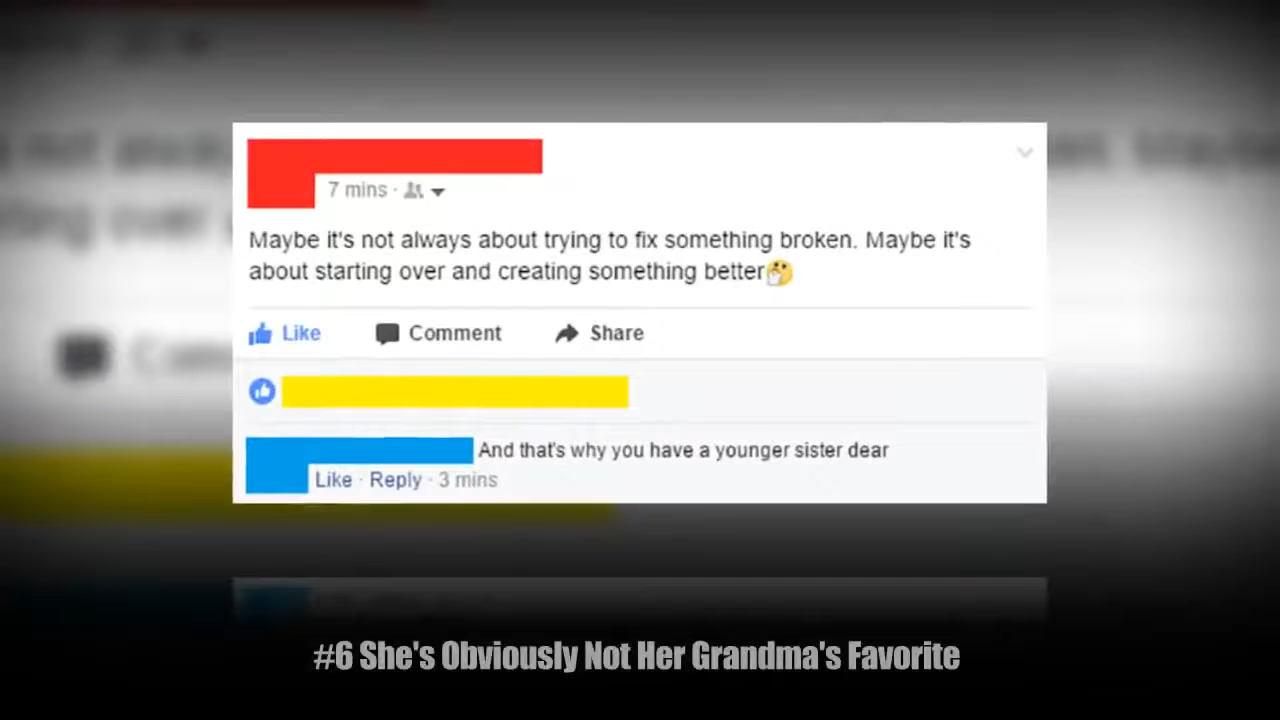 7 mins ·
Maybe it's not always about trying to fix something broken. Maybe it's
about starting over and creating something better🤔
Like Comment Share
And that's why you have a younger sister dear
Like · Reply · 3 mins
#6 She's Obviously Not Her Grandma's Favorite